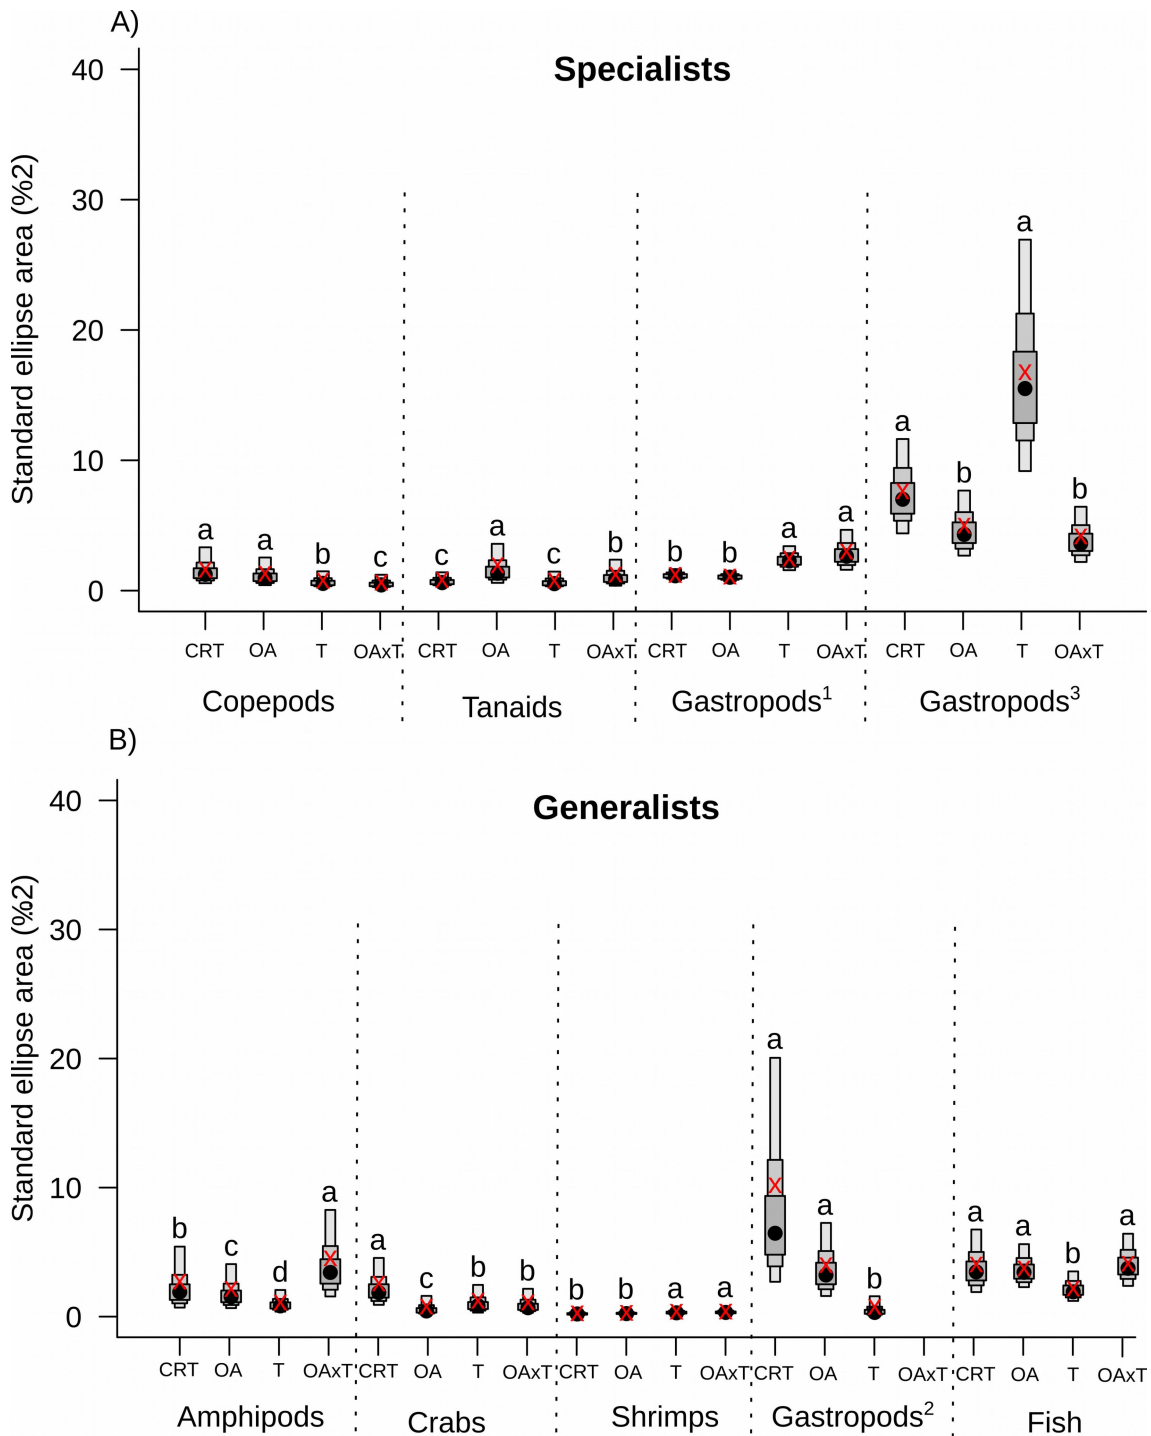 A)
Specialists
Standard ellipse area (%2)
40
30
20
10
0
a a b c c a c b b b a a a b a b
X X X X X X X X X X X X X X X X
CRT OA T OAxT CRT OA T OAxT CRT OA T OAxT CRT OA T OAxT
Copepods Tanaids Gastropods¹ Gastropods³
B)
Generalists
Standard ellipse area (%2)
40
30
20
10
0
b c d a a c b b b b a a a a b a a b a
X X X X X X X X X X X X X X X X X X X
CRT OA T OAxT CRT OA T OAxT CRT OA T OAxT CRT OA T OAxT CRT OA T OAxT
Amphipods Crabs Shrimps Gastropods² Fish